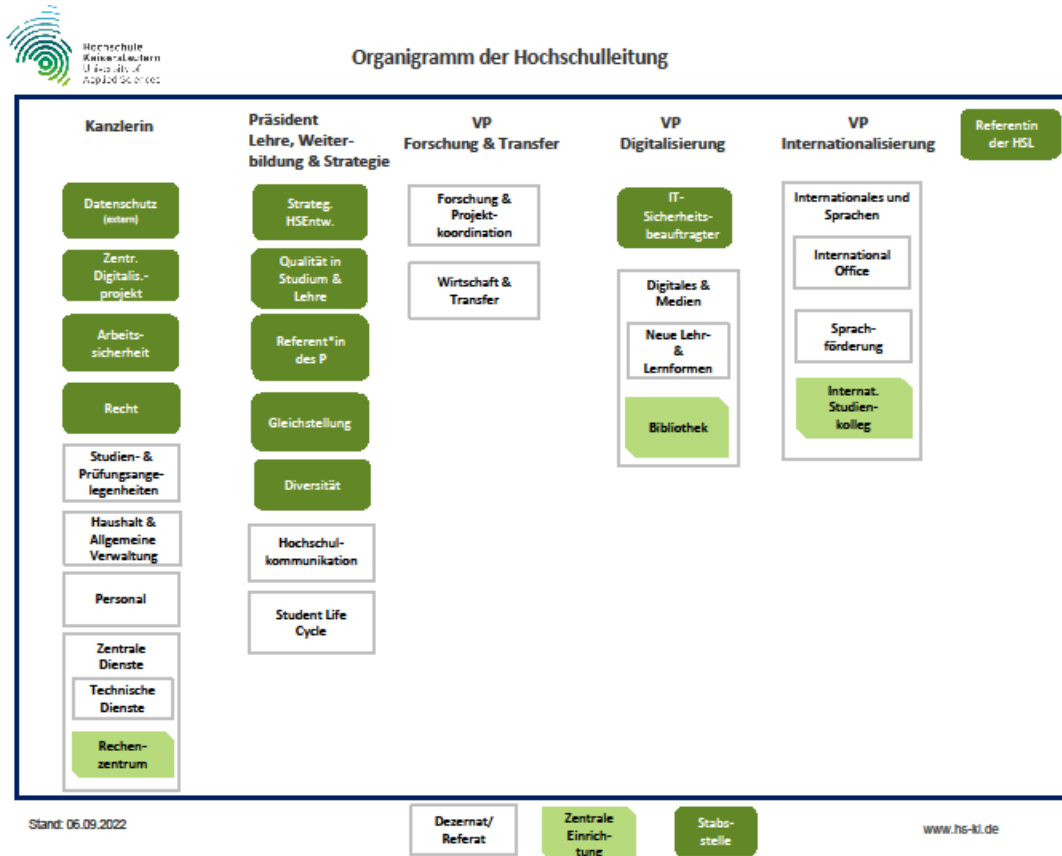 Hochschule
Kaiserslautern
University of
Applied Sciences
Organigramm der Hochschulleitung
Kanzlerin
Datenschutz
(extern)
Zentr.
Digitalis.-
projekt
Arbeits-
sicherheit
Recht
Studien- &
Prüfungsange-
legenheiten
Haushalt &
Allgemeine
Verwaltung
Personal
Zentrale
Dienste
Technische
Dienste
Rechen-
zentrum
Präsident
Lehre, Weiter-
bildung & Strategie
Strateg.
HSEntw.
Qualität in
Studium &
Lehre
Referent*in
des P
Gleichstellung
Diversität
Hochschul-
kommunikation
Student Life
Cycle
VP
Forschung & Transfer
Forschung &
Projekt-
koordination
Wirtschaft &
Transfer
VP
Digitalisierung
IT-
Sicherheits-
beauftragter
Digitales &
Medien
Neue Lehr-
&
Lernformen
Bibliothek
VP
Internationalisierung
Internationales und
Sprachen
International
Office
Sprach-
förderung
Internat.
Studien-
kolleg
Referentin
der HSL
Stand: 06.09.2022
Dezernat/
Referat
Zentrale
Einrich-
tung
Stabs-
stelle
www.hs-kl.de